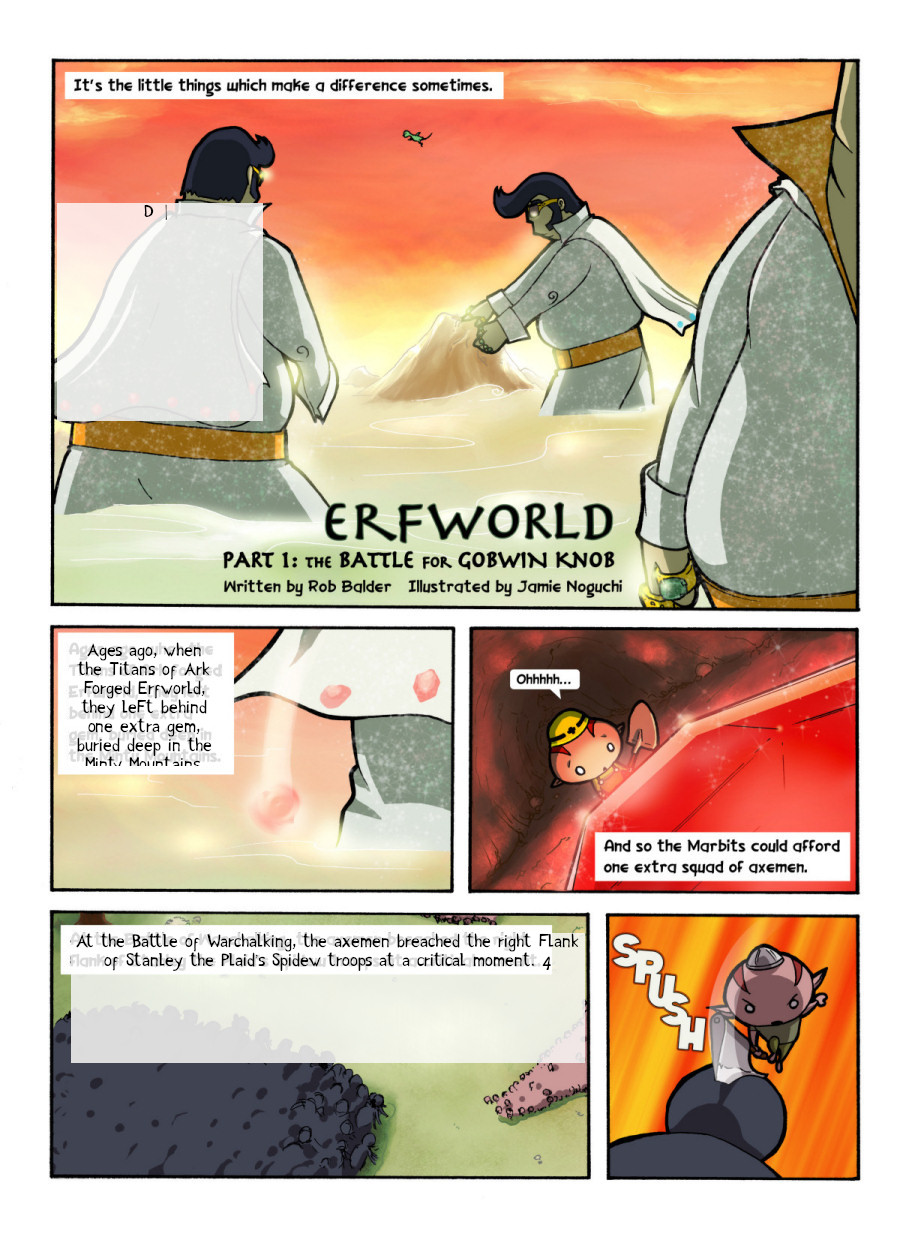 It's the little things which make a difference sometimes.
D |
ERFWORLD
PART 1: THE BATTLE FOR GOBWIN KNOB
Written by Rob Balder Illustrated by Jamie Noguchi
Ages ago, when
the Titans of Ark
Forged Erfworld,
they left behind
one extra gem,
buried deep in the
Minty Mountains
Ohhhhh...
And so the Marbits could afford
one extra squad of axemen.
At the Battle of Warchalking, the axemen breached the right Flank
of Stanley the Plaid's Spidew troops at a critical moment. 4
SPUSH